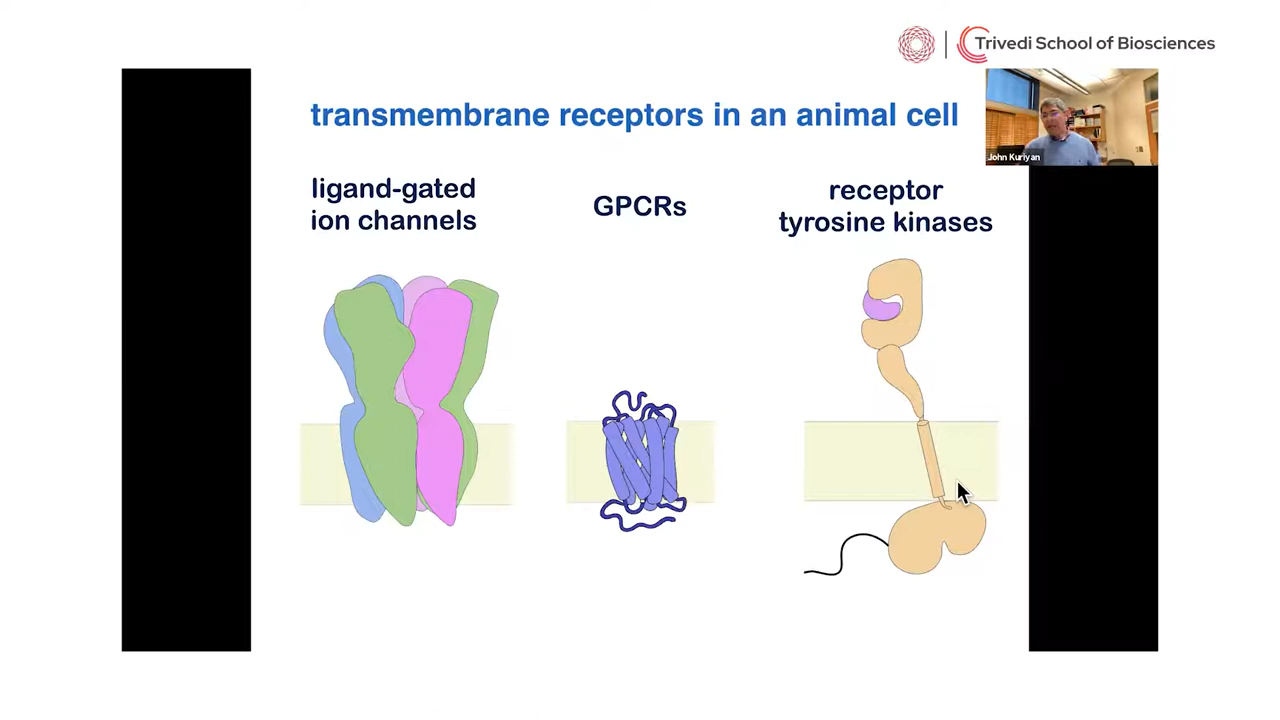 Trivedi School of Biosciences
transmembrane receptors in an animal cell
John Kuriyan
ligand-gated
ion channels
GPCRs
receptor
tyrosine kinases